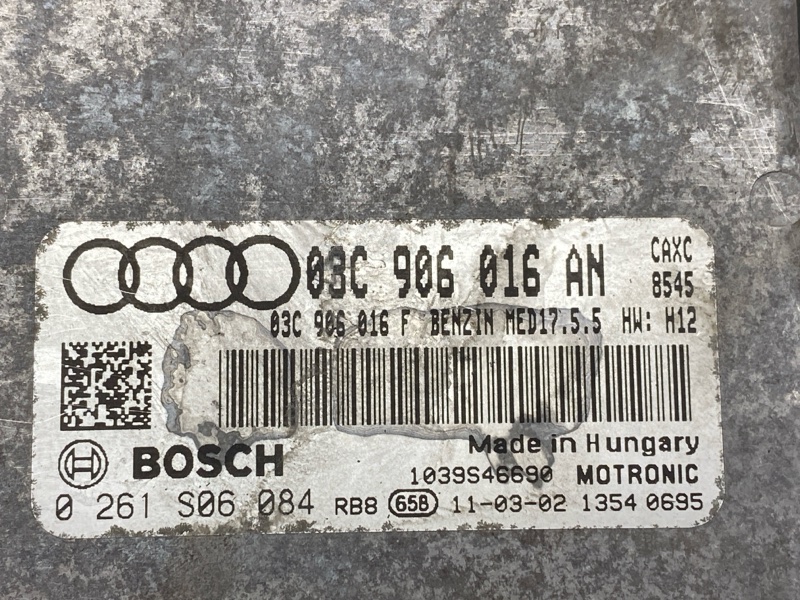 03C 906 016 AN CAXC
8545
03C 906 016 F BENZIN MED17.5.5 HW: H12
Made in Hungary
BOSCH 1039S46690 MOTRONIC
0 261 S06 084 RB8 65B 11-03-02 1354 0695